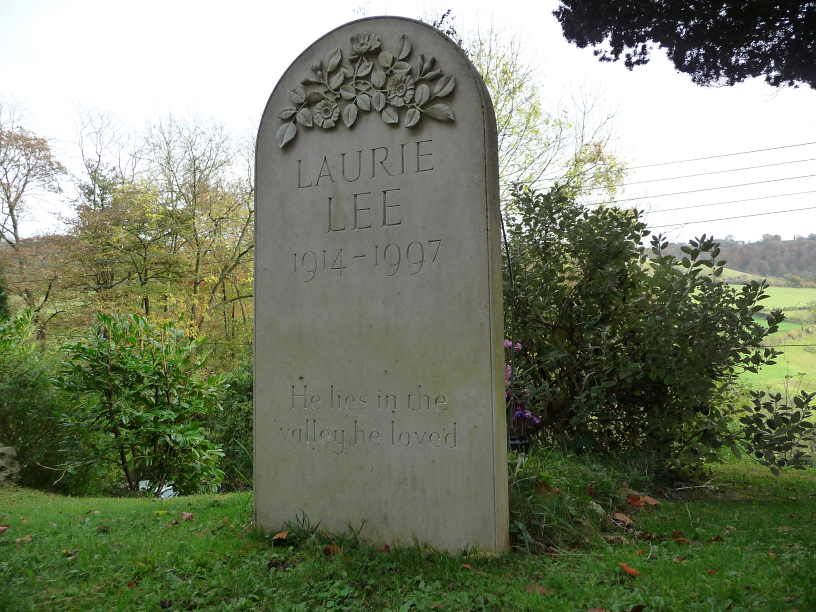 LAURIE
LEE
1914-1997
He lies in the
valley he loved